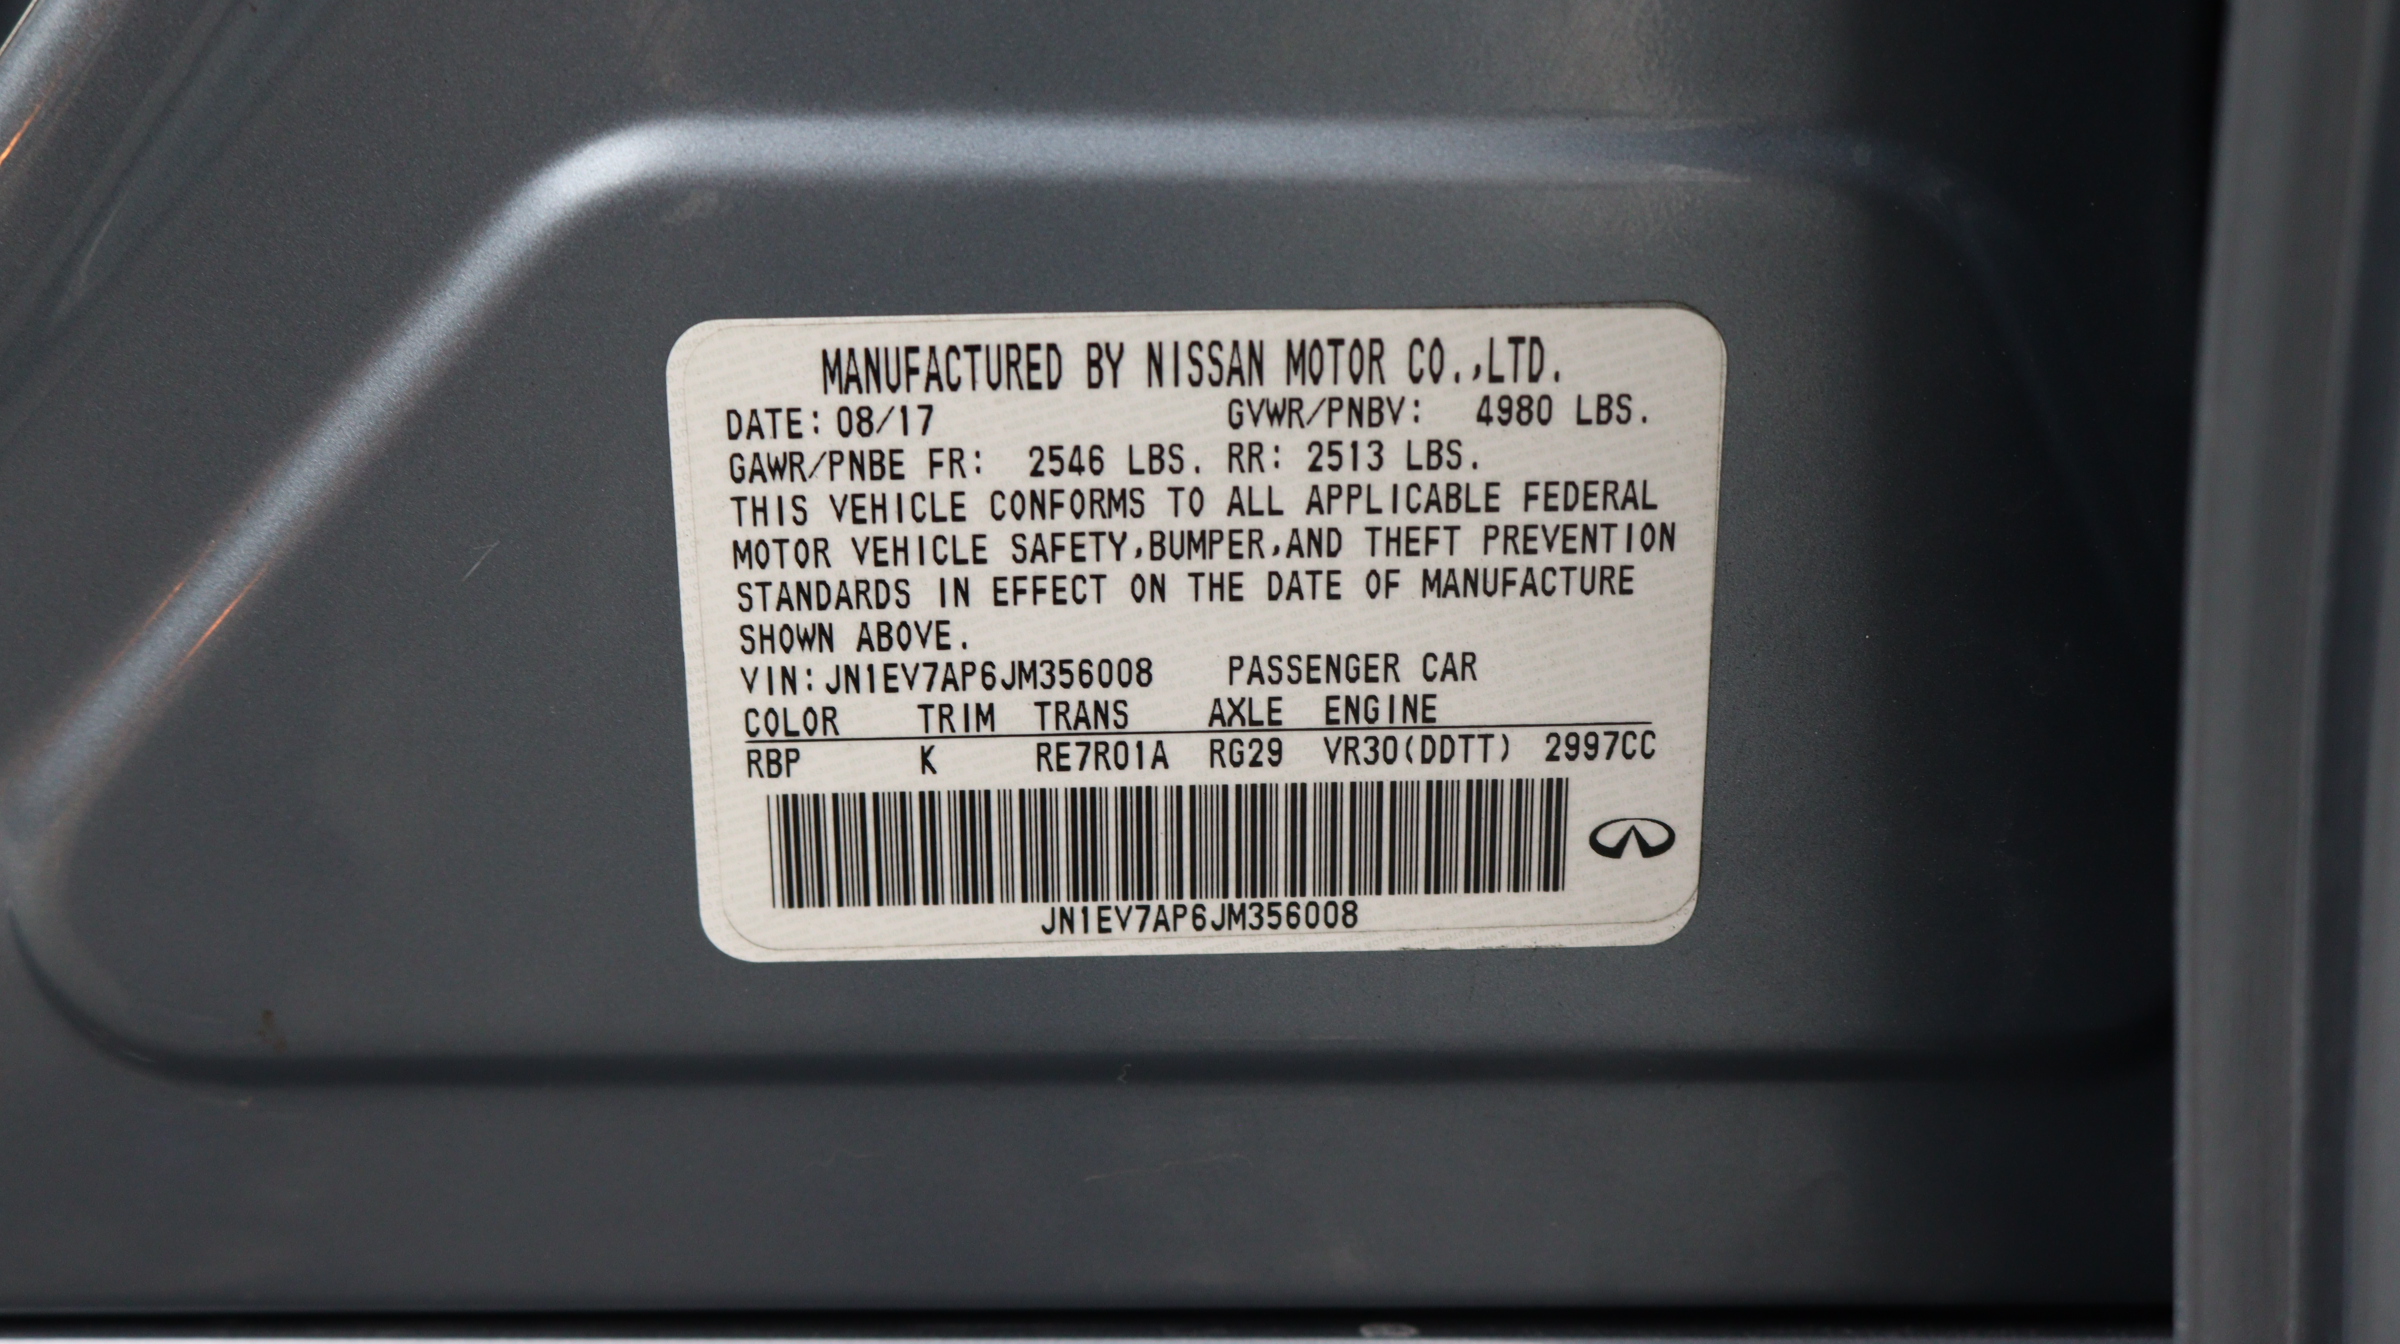 MANUFACTURED BY NISSAN MOTOR CO.,LTD.
DATE: 08/17 GVWR/PNBV: 4980 LBS.
GAWR/PNBE FR: 2546 LBS. RR: 2513 LBS.
THIS VEHICLE CONFORMS TO ALL APPLICABLE FEDERAL
MOTOR VEHICLE SAFETY,BUMPER,AND THEFT PREVENTION
STANDARDS IN EFFECT ON THE DATE OF MANUFACTURE
SHOWN ABOVE.
VIN:JN1EV7AP6JM356008 PASSENGER CAR
COLOR TRIM TRANS AXLE ENGINE
RBP K RE7R01A RG29 VR30(DDTT) 2997CC
JN1EV7AP6JM356008